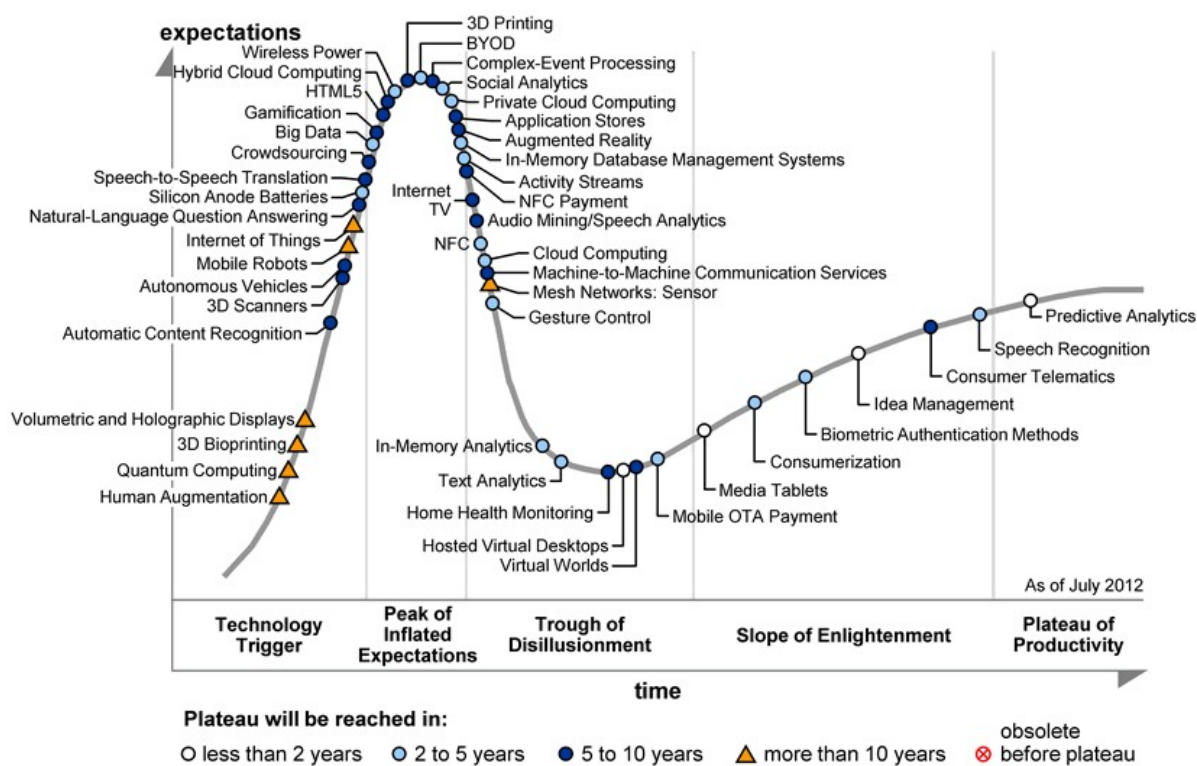 expectations
3D Printing
BYOD
Wireless Power
Complex-Event Processing
Hybrid Cloud Computing
Social Analytics
HTML5
Private Cloud Computing
Gamification
Application Stores
Big Data
Augmented Reality
Crowdsourcing
In-Memory Database Management Systems
Speech-to-Speech Translation
Activity Streams
Silicon Anode Batteries
Internet
TV
NFC Payment
Natural-Language Question Answering
Audio Mining/Speech Analytics
Internet of Things
NFC
Cloud Computing
Mobile Robots
Machine-to-Machine Communication Services
Autonomous Vehicles
Mesh Networks: Sensor
3D Scanners
Gesture Control
Automatic Content Recognition
Predictive Analytics
Speech Recognition
Consumer Telematics
Idea Management
Volumetric and Holographic Displays
Biometric Authentication Methods
3D Bioprinting
In-Memory Analytics
Consumerization
Quantum Computing
Text Analytics
Media Tablets
Human Augmentation
Home Health Monitoring
Mobile OTA Payment
Hosted Virtual Desktops
Virtual Worlds
As of July 2012
Technology
Trigger
Peak of
Inflated
Expectations
Trough of
Disillusionment
Slope of Enlightenment
Plateau of
Productivity
time
Plateau will be reached in:
less than 2 years
2 to 5 years
5 to 10 years
more than 10 years
obsolete
before plateau